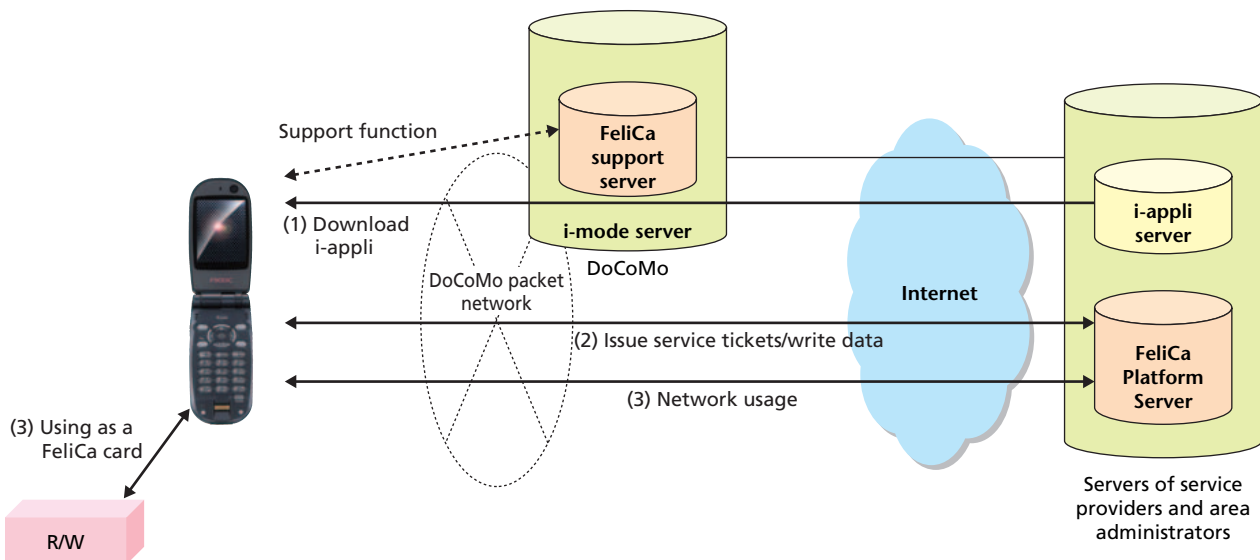 FeliCa
support
server
Support function
(1) Download
i-appli
i-mode server
DoCoMo
i-appli
server
DoCoMo packet
network
Internet
(2) Issue service tickets/write data
FeliCa
Platform
Server
(3) Network usage
(3) Using as a
FeliCa card
R/W
Servers of service
providers and area
administrators